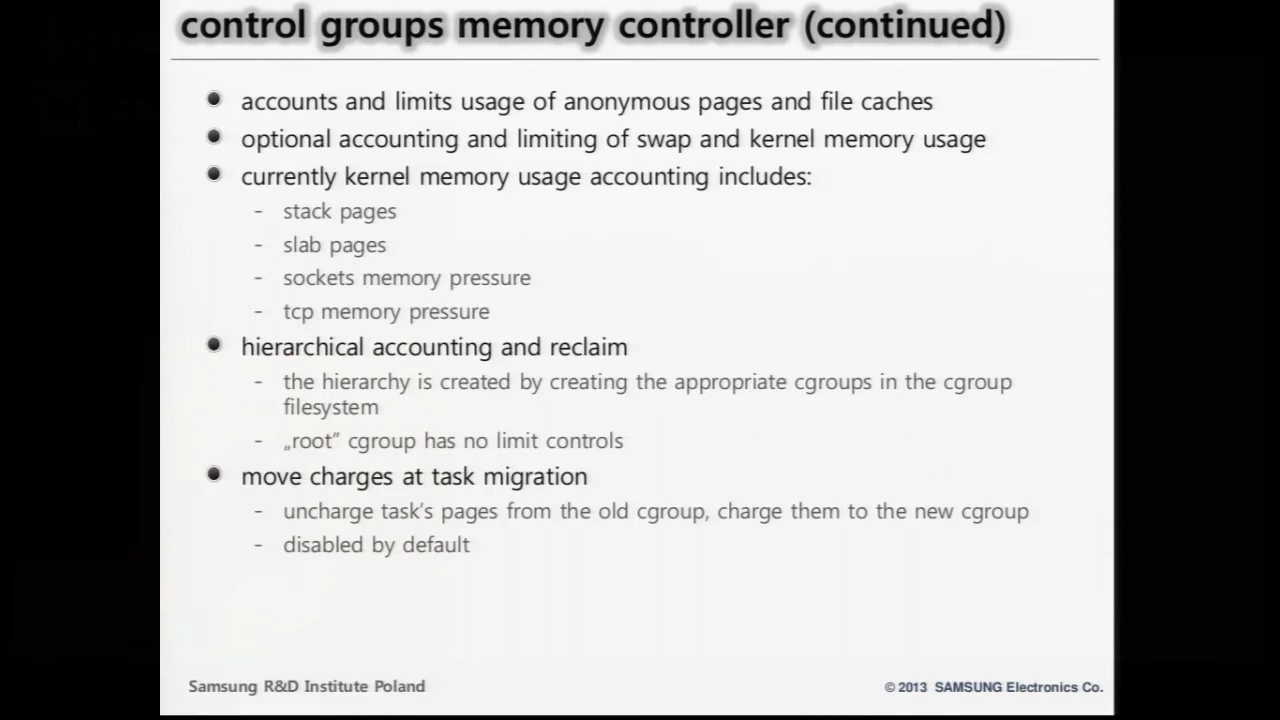 control groups memory controller (continued)
● accounts and limits usage of anonymous pages and file caches
● optional accounting and limiting of swap and kernel memory usage
● currently kernel memory usage accounting includes:
- stack pages
- slab pages
- sockets memory pressure
- tcp memory pressure
● hierarchical accounting and reclaim
- the hierarchy is created by creating the appropriate cgroups in the cgroup
filesystem
- „root” cgroup has no limit controls
● move charges at task migration
- uncharge task’s pages from the old cgroup, charge them to the new cgroup
- disabled by default
Samsung R&D Institute Poland
© 2013 SAMSUNG Electronics Co.